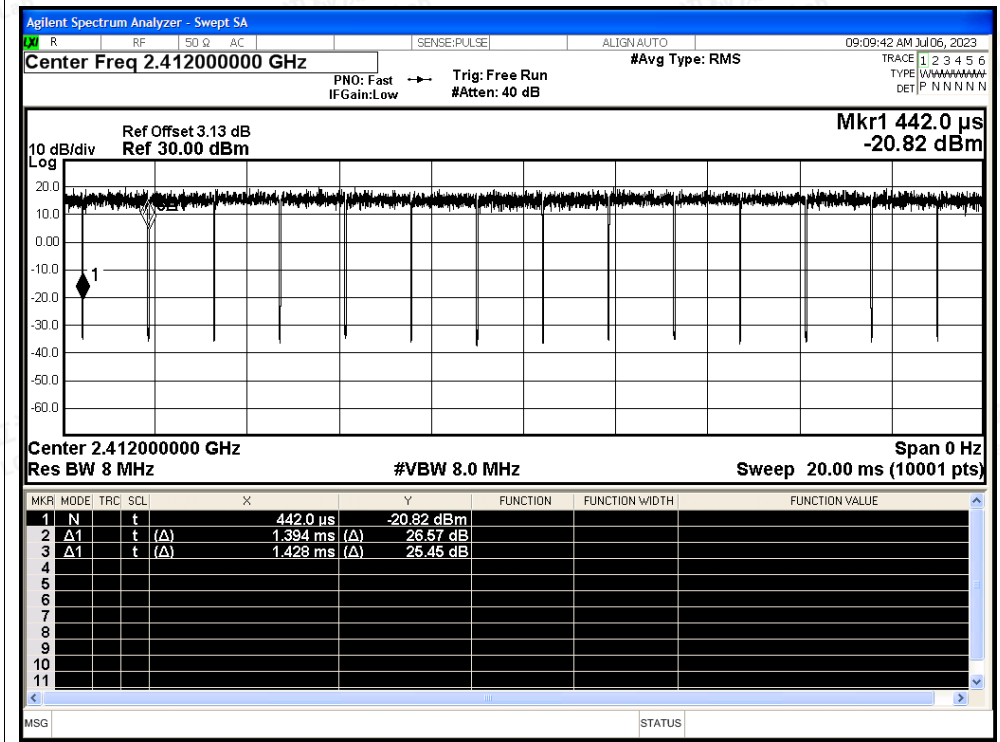 Agilent Spectrum Analyzer - Swept SA
LXI R RF 50 Ω AC SENSE:PULSE ALIGN AUTO 09:09:42 AM Jul 06, 2023
Center Freq 2.412000000 GHz #Avg Type: RMS TRACE 1 2 3 4 5 6
PNO: Fast Trig: Free Run TYPE WWWWWW
IFGain:Low #Atten: 40 dB DET P N N N N N
Mkr1 442.0 µs
Ref Offset 3.13 dB
10 dB/div Ref 30.00 dBm -20.82 dBm
Log
20.0
10.0
0.00
-10.0
1
-20.0
-30.0
-40.0
-50.0
-60.0
Center 2.412000000 GHz Span 0 Hz
Res BW 8 MHz #VBW 8.0 MHz Sweep 20.00 ms (10001 pts)
MKR MODE TRC SCL X Y FUNCTION FUNCTION WIDTH FUNCTION VALUE
1 N t 442.0 µs -20.82 dBm
2 Δ1 t (Δ) 1.394 ms (Δ) 26.57 dB
3 Δ1 t (Δ) 1.428 ms (Δ) 25.45 dB
4
5
6
7
8
9
10
11
MSG STATUS